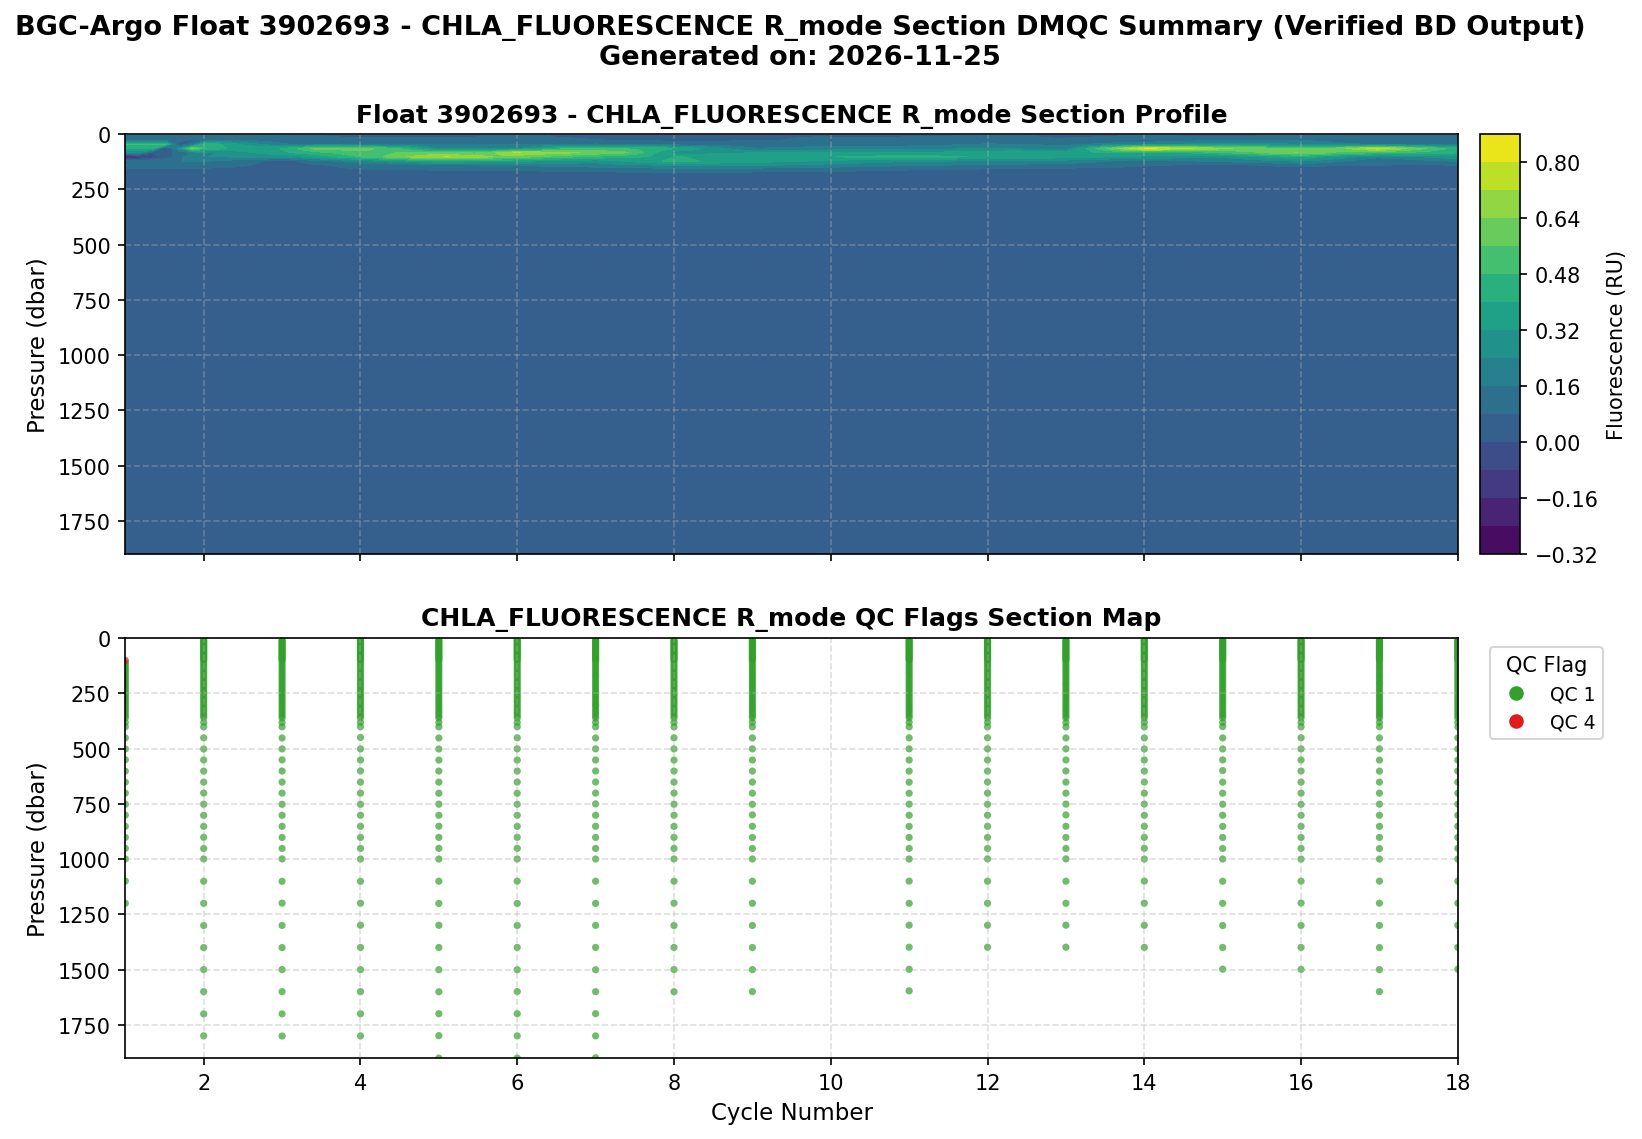 BGC-Argo Float 3902693 - CHLA_FLUORESCENCE R_mode Section DMQC Summary (Verified BD Output)
Generated on: 2026-11-25
Float 3902693 - CHLA_FLUORESCENCE R_mode Section Profile
0
250
500
750
1000
1250
1500
1750
Pressure (dbar)
0.80
0.64
0.48
0.32
0.16
0.00
−0.16
−0.32
Fluorescence (RU)
CHLA_FLUORESCENCE R_mode QC Flags Section Map
0
250
500
750
1000
1250
1500
1750
Pressure (dbar)
QC Flag
QC 1
QC 4
2 4 6 8 10 12 14 16 18
Cycle Number